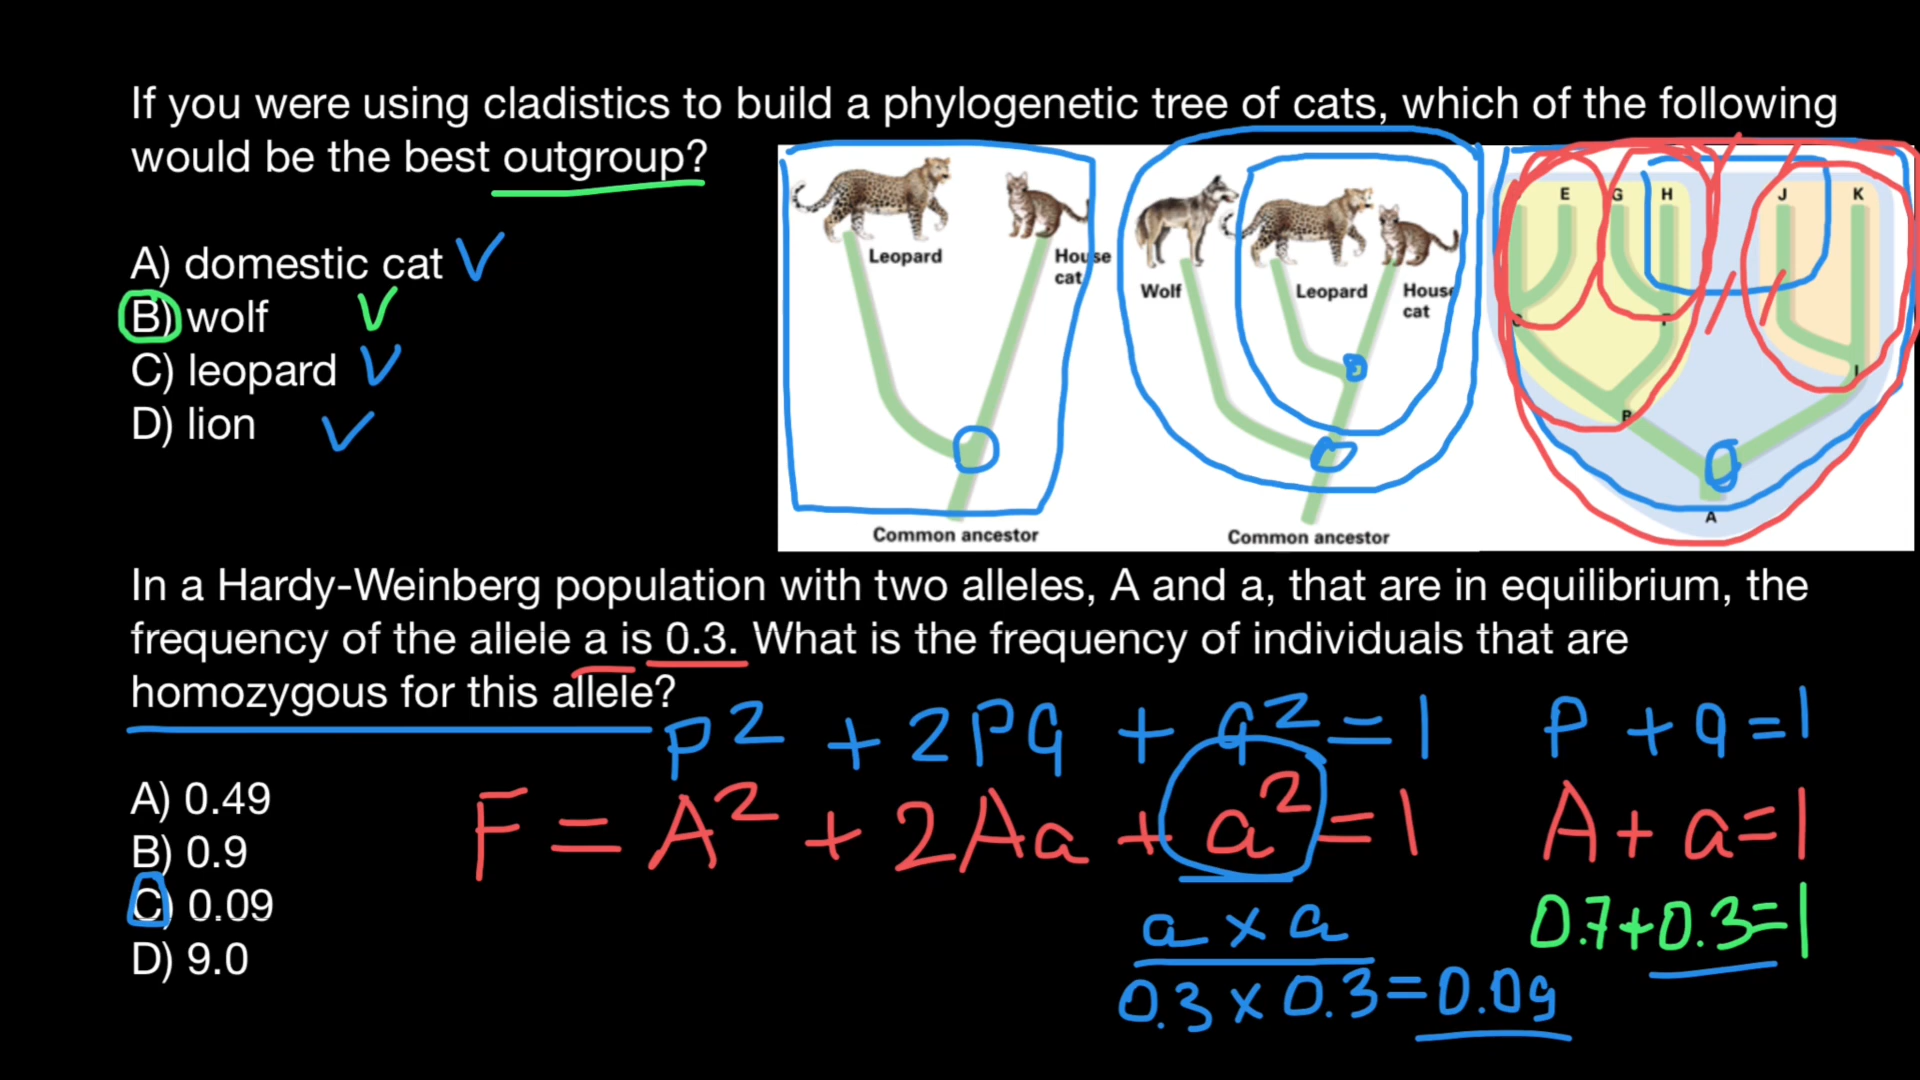 If you were using cladistics to build a phylogenetic tree of cats, which of the following
would be the best outgroup?
A) domestic cat
B) wolf
C) leopard
D) lion
Leopard
House
cat
Common ancestor
Wolf
Leopard
House
cat
Common ancestor
E G H J K
F I
B
A
In a Hardy-Weinberg population with two alleles, A and a, that are in equilibrium, the
frequency of the allele a is 0.3. What is the frequency of individuals that are
homozygous for this allele?
P² + 2Pq + q² = 1
P + q = 1
A) 0.49
B) 0.9
C) 0.09
D) 9.0
F = A² + 2Aa + a² = 1
A + a = 1
0.7 + 0.3 = 1
a x a
0.3 x 0.3 = 0.09